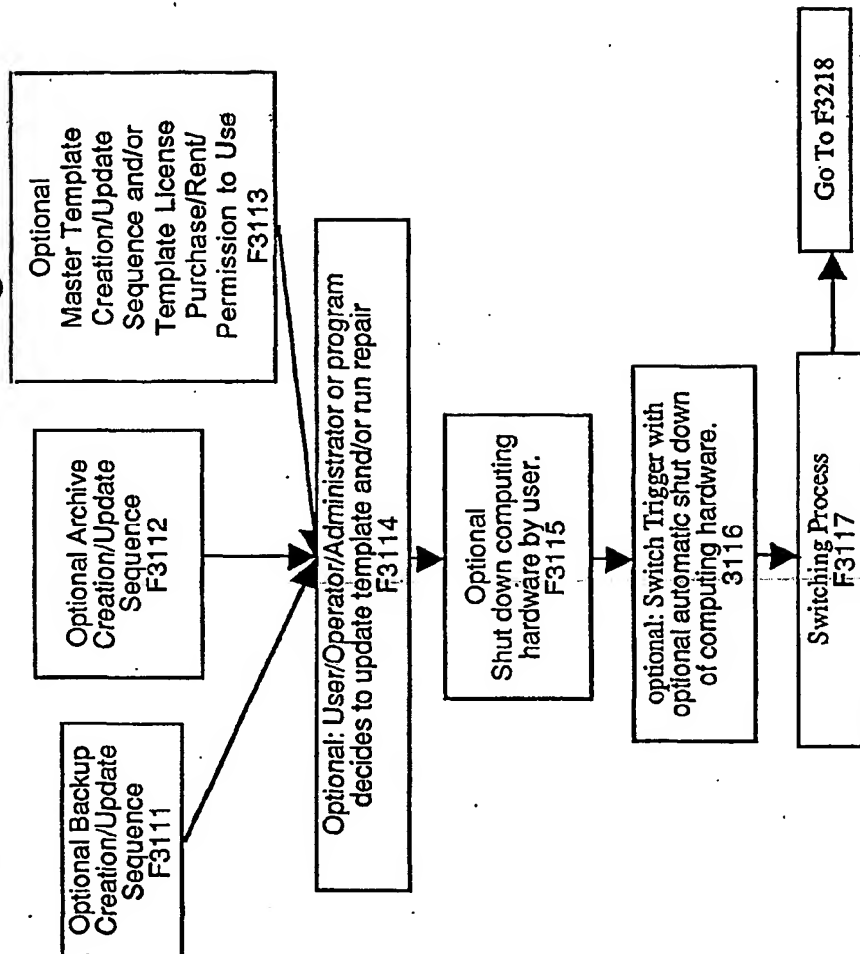 Optional Backup
Creation/Update
Sequence
F3111
Optional Archive
Creation/Update
Sequence
F3112
Optional
Master Template
Creation/Update
Sequence and/or
Template License
Purchase/Rent/
Permission to Use
F3113
Optional: User/Operator/Administrator or program
decides to update template and/or run repair
F3114
Optional
Shut down computing
hardware by user.
F3115
optional: Switch Trigger with
optional automatic shut down
of computing hardware.
3116
Switching Process
F3117
Go To F3218